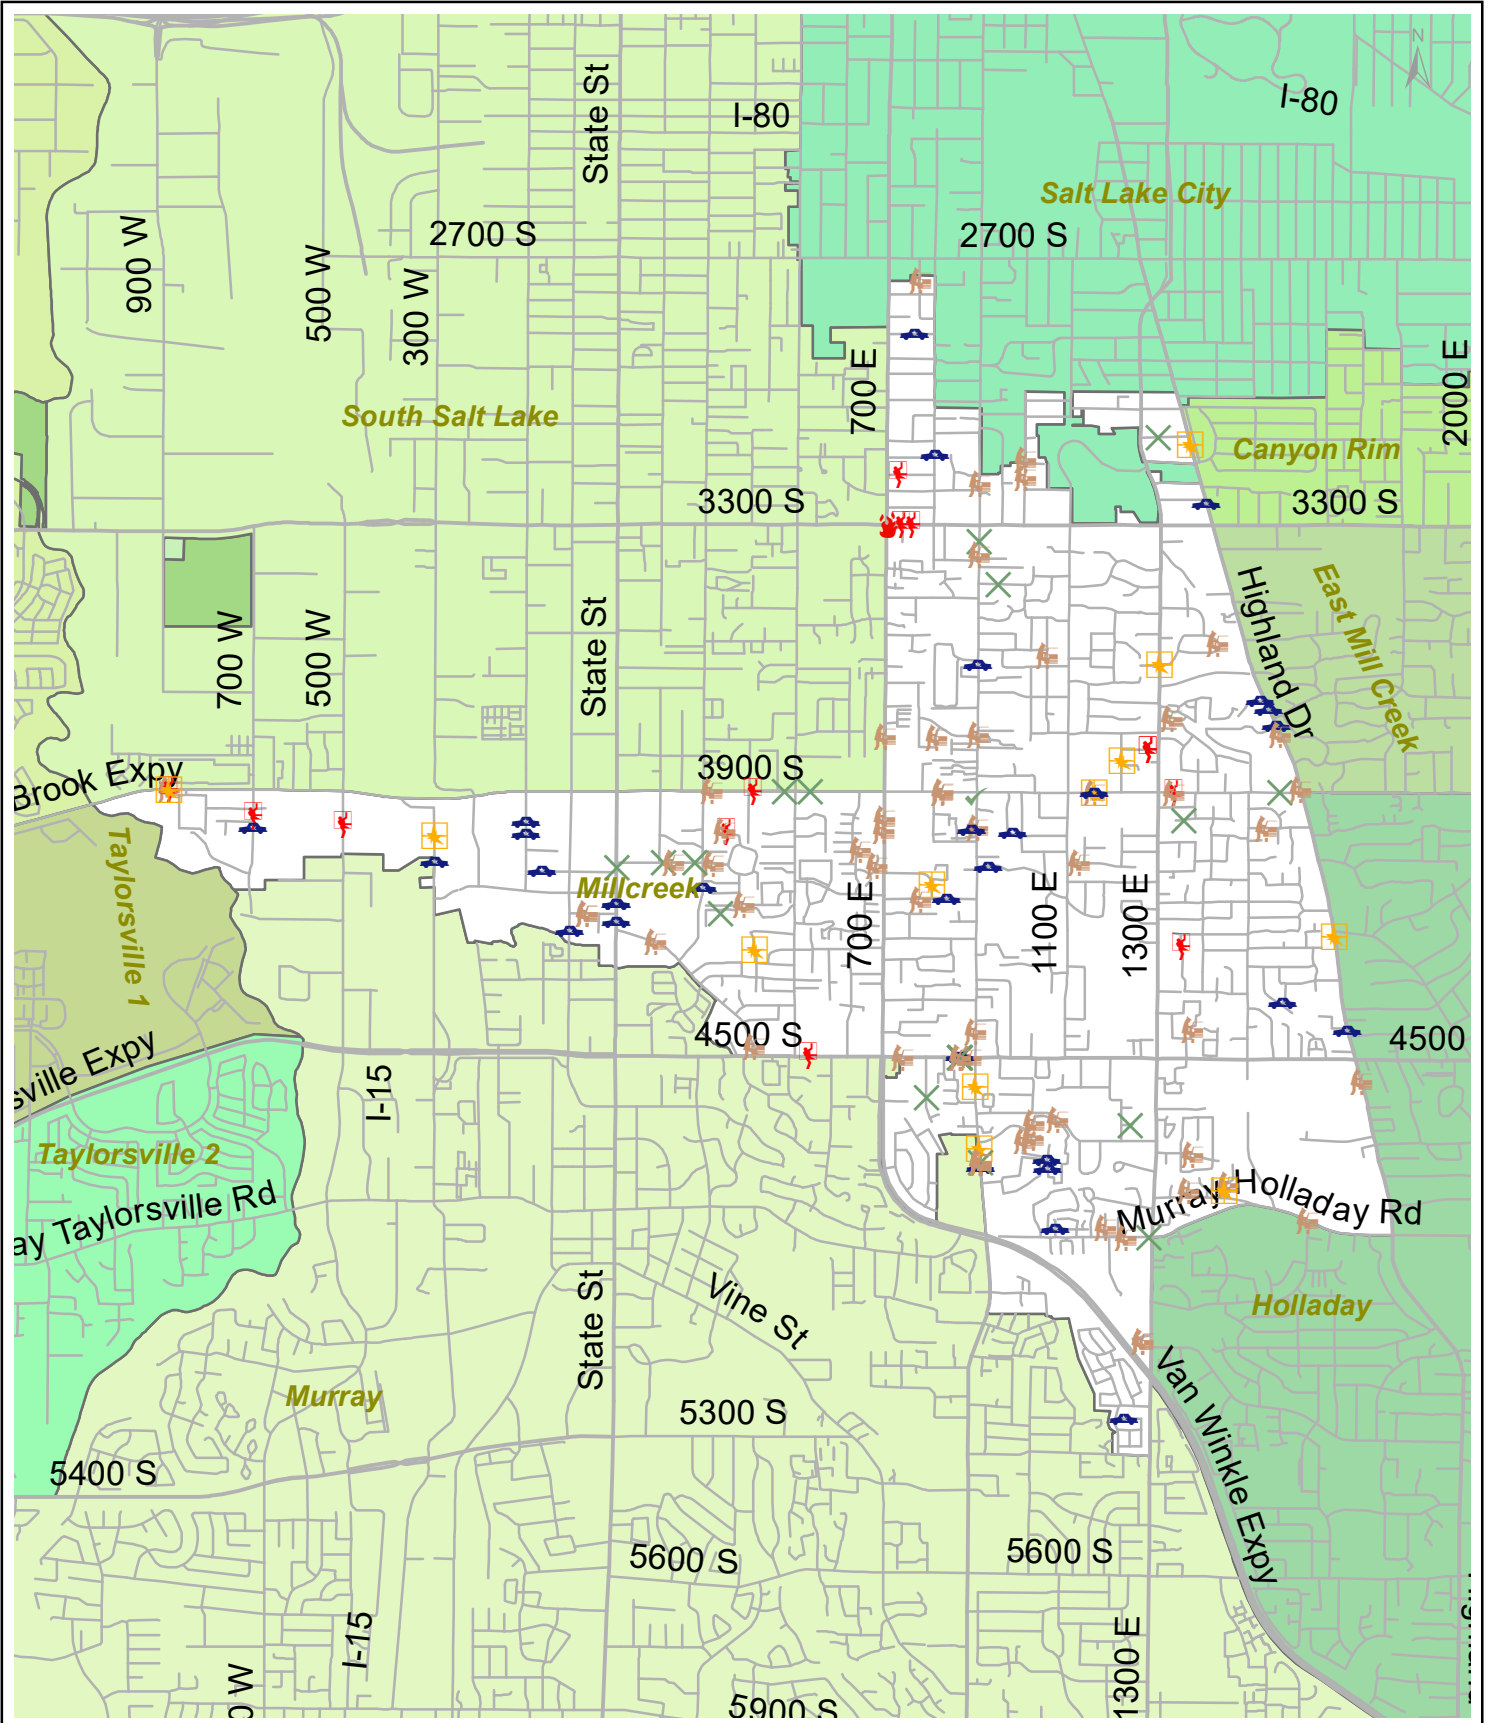 N
I-80
I-80
State St
Salt Lake City
900 W
2700 S
2700 S
500 W
300 W
700 E
2000 E
South Salt Lake
Canyon Rim
3300 S
3300 S
Highland Dr
East Mill Creek
700 W
500 W
State St
Brook Expy
3900 S
Taylorsville 1
Millcreek
700 E
1100 E
1300 E
4500 S
4500
sville Expy
I-15
Taylorsville 2
ay Taylorsville Rd
Murray Holladay Rd
State St
Vine St
Holladay
Murray
5300 S
Van Winkle Expy
5400 S
5600 S
5600 S
I-15
0 W
1300 E
5900 S